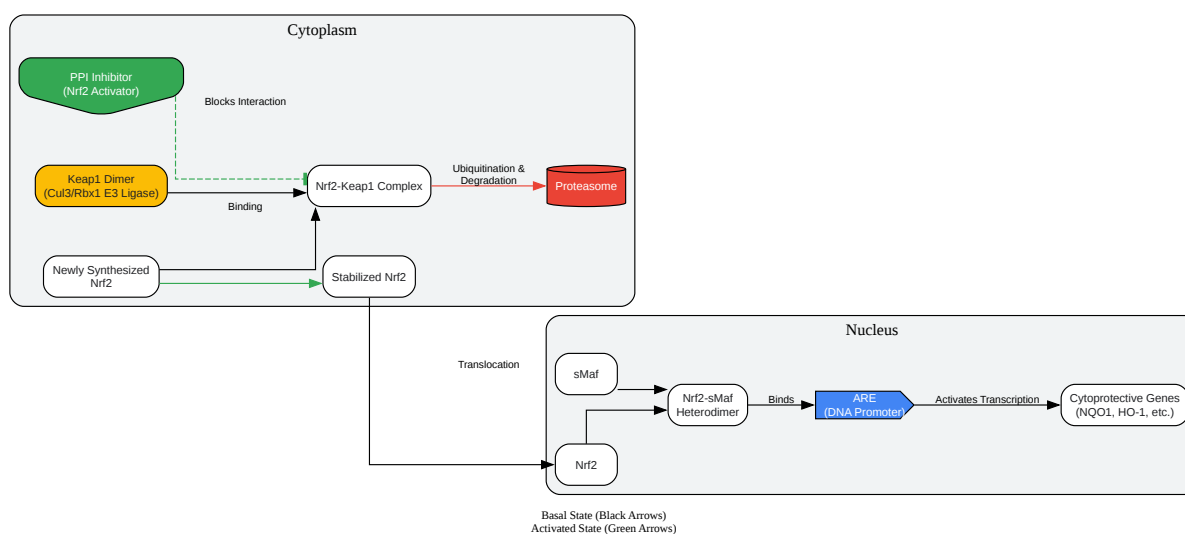 Cytoplasm
PPI Inhibitor
(Nrf2 Activator)
Blocks Interaction
Keap1 Dimer
(Cul3/Rbx1 E3 Ligase)
Binding
Nrf2-Keap1 Complex
Ubiquitination &
Degradation
Proteasome
Newly Synthesized
Nrf2
Stabilized Nrf2
Translocation
Nucleus
sMaf
Nrf2-sMaf
Heterodimer
Binds
ARE
(DNA Promoter)
Activates Transcription
Cytoprotective Genes
(NQO1, HO-1, etc.)
Nrf2
Basal State (Black Arrows)
Activated State (Green Arrows)